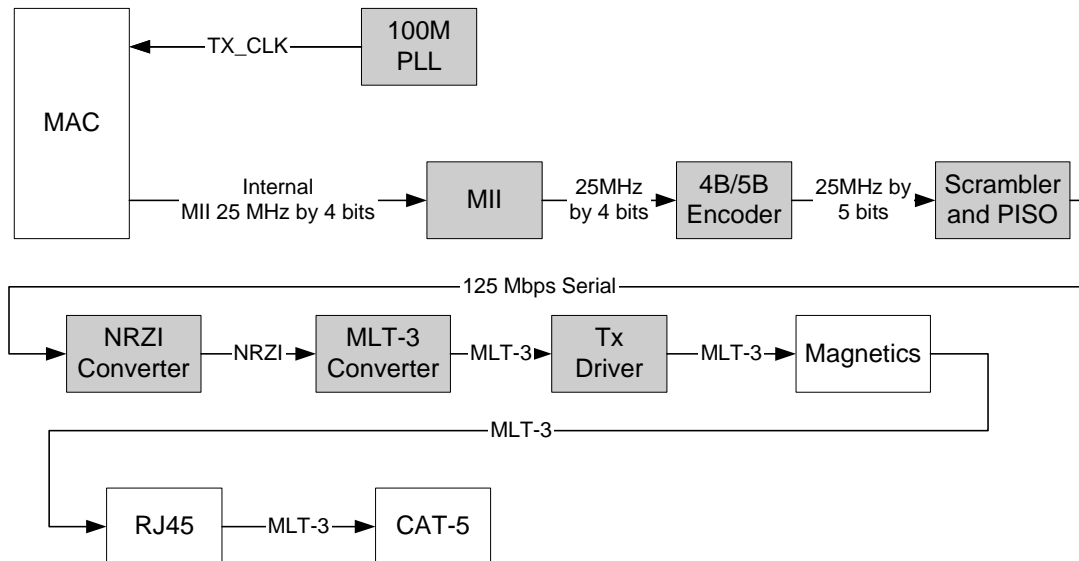 100M
PLL
TX_CLK
MAC
Internal
MII 25 MHz by 4 bits
MII
25MHz
by 4 bits
4B/5B
Encoder
25MHz by
5 bits
Scrambler
and PISO
125 Mbps Serial
NRZI
Converter
NRZI
MLT-3
Converter
MLT-3
Tx
Driver
MLT-3
Magnetics
MLT-3
RJ45
MLT-3
CAT-5